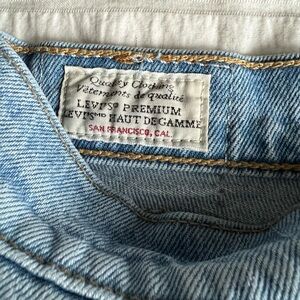 Quality Clothing
Vêtements de qualité
LEVI'S® PREMIUM
LEVI'S MD HAUT DE GAMME
SAN FRANCISCO, CAL